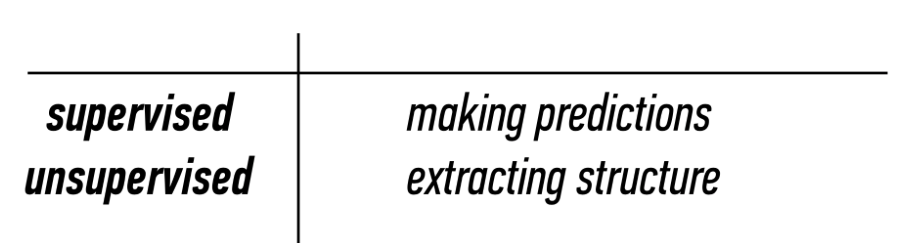 supervised making predictions
unsupervised extracting structure